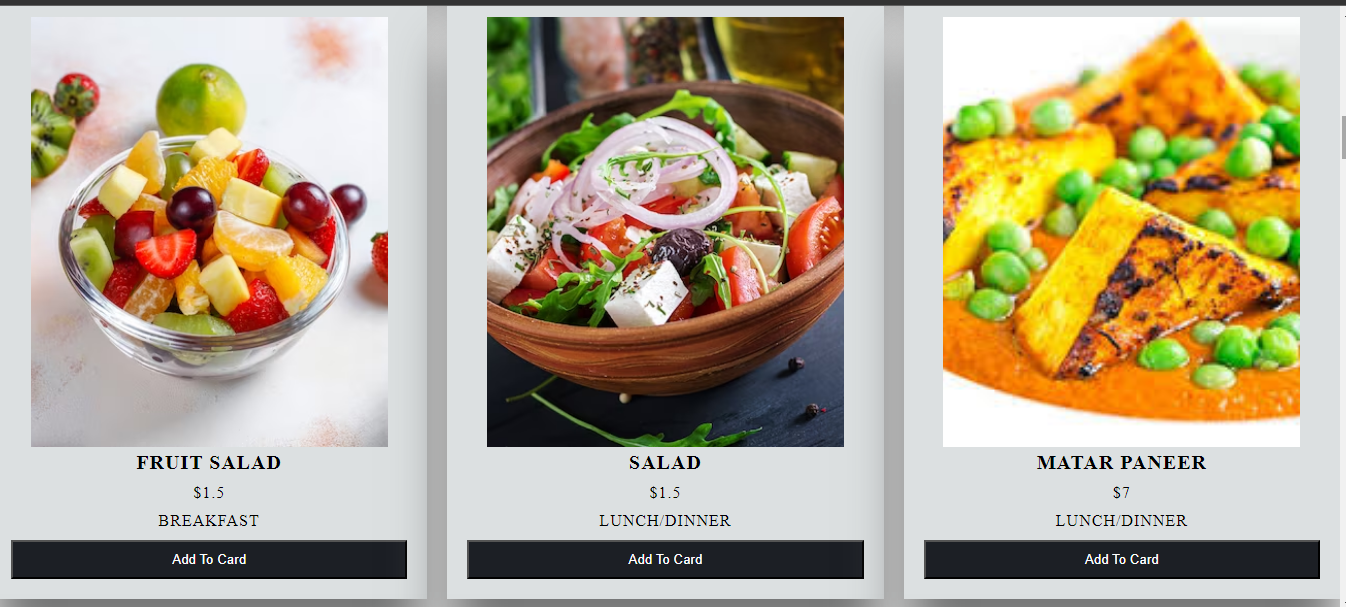 FRUIT SALAD
$1.5
BREAKFAST
Add To Card
SALAD
$1.5
LUNCH/DINNER
Add To Card
MATAR PANEER
$7
LUNCH/DINNER
Add To Card